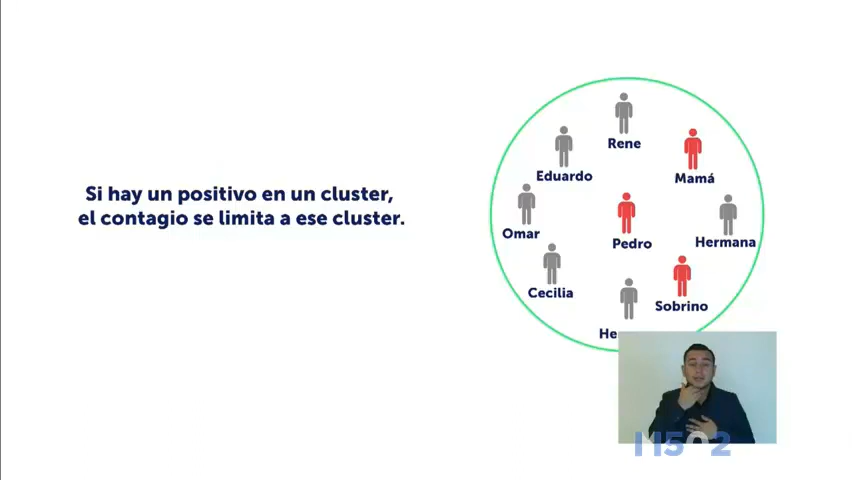 Si hay un positivo en un cluster,
el contagio se limita a ese cluster.
Rene
Eduardo
Mamá
Omar
Pedro
Hermana
Cecilia
Sobrino